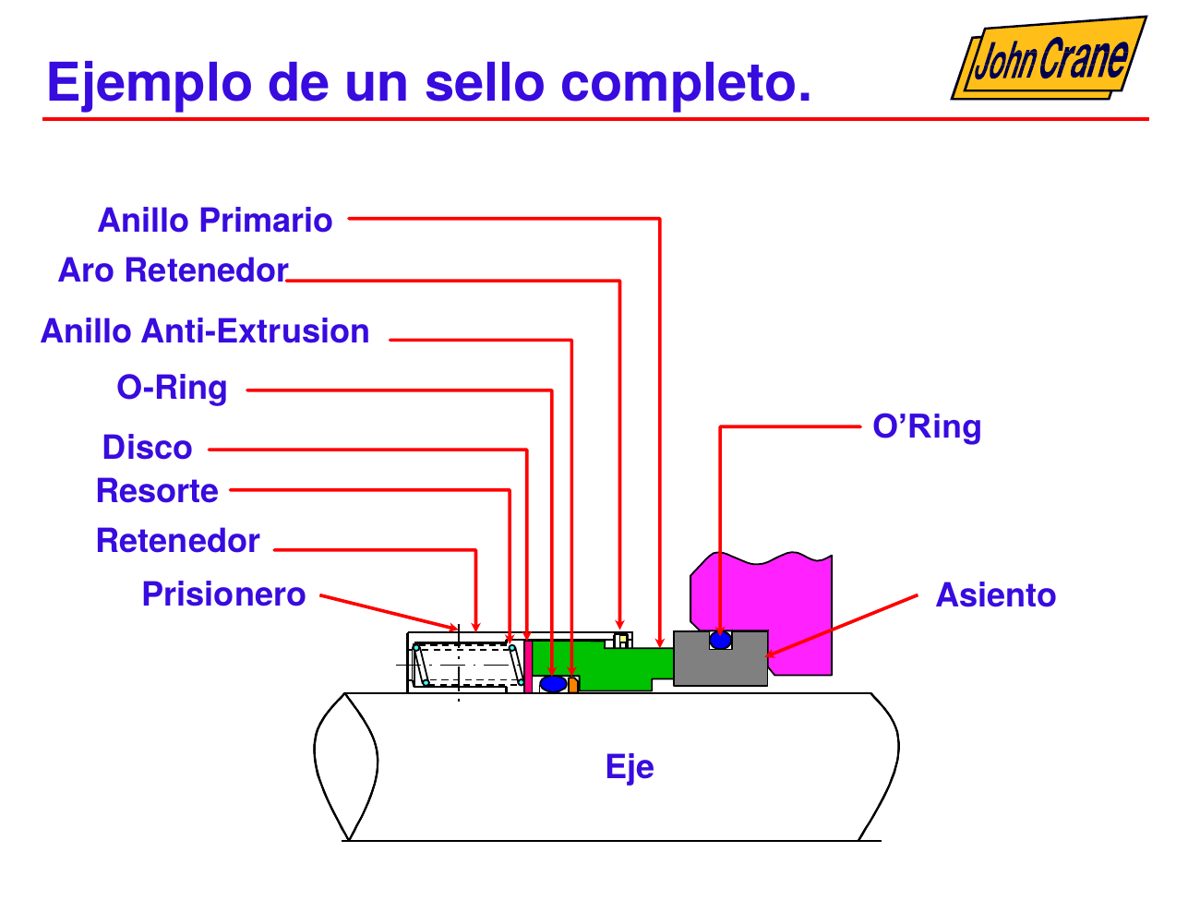 John Crane
Ejemplo de un sello completo.
Anillo Primario
Aro Retenedor
Anillo Anti-Extrusion
O-Ring
O’Ring
Disco
Resorte
Retenedor
Prisionero
Asiento
Eje